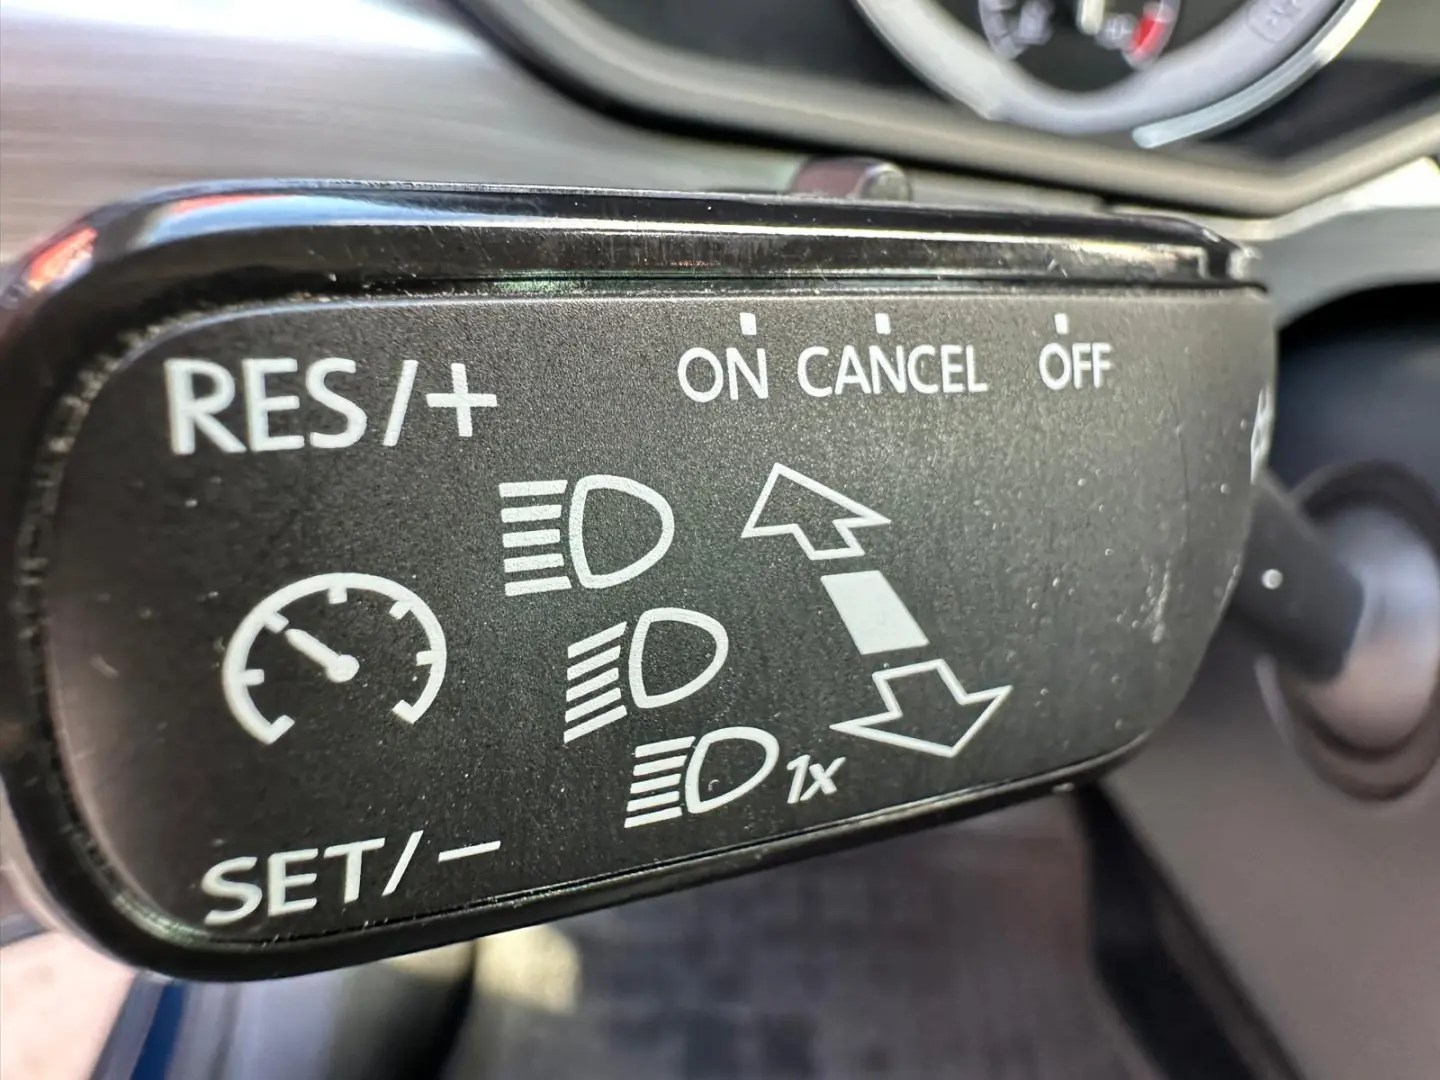 ON CANCEL OFF
RES/+
1x
SET/−